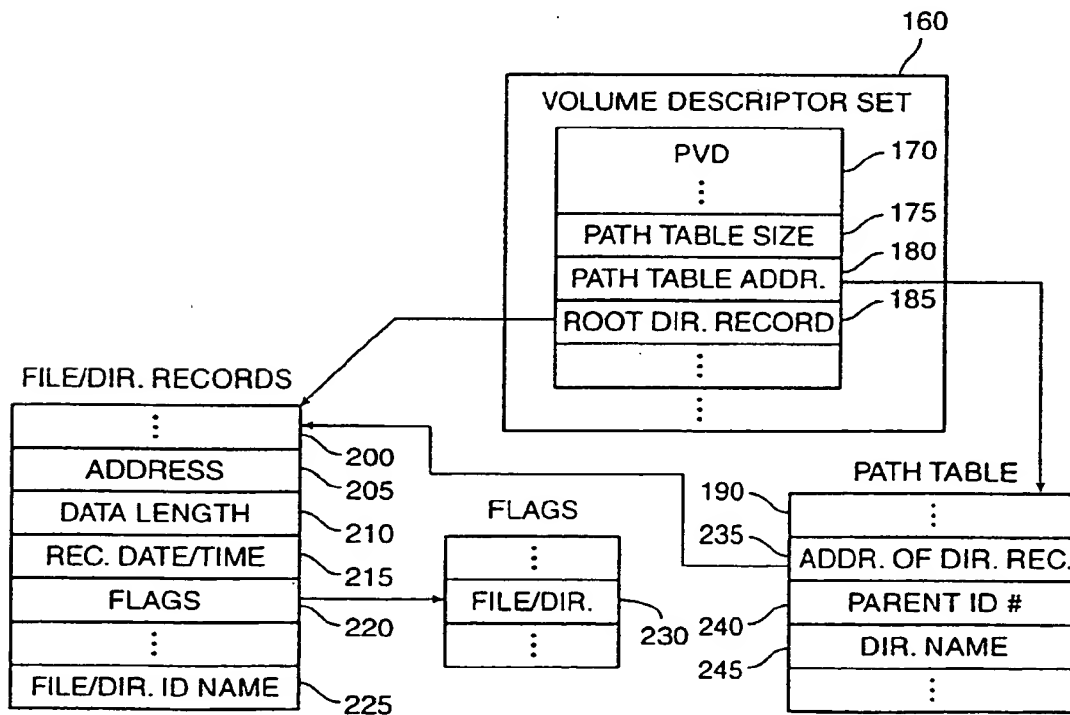 160
VOLUME DESCRIPTOR SET
PVD
170
175
PATH TABLE SIZE
180
PATH TABLE ADDR.
185
ROOT DIR. RECORD
FILE/DIR. RECORDS
200
ADDRESS
205
DATA LENGTH
210
REC. DATE/TIME
215
FLAGS
220
FILE/DIR. ID NAME
225
FLAGS
FILE/DIR.
230
PATH TABLE
190
235
ADDR. OF DIR. REC.
240
PARENT ID #
245
DIR. NAME